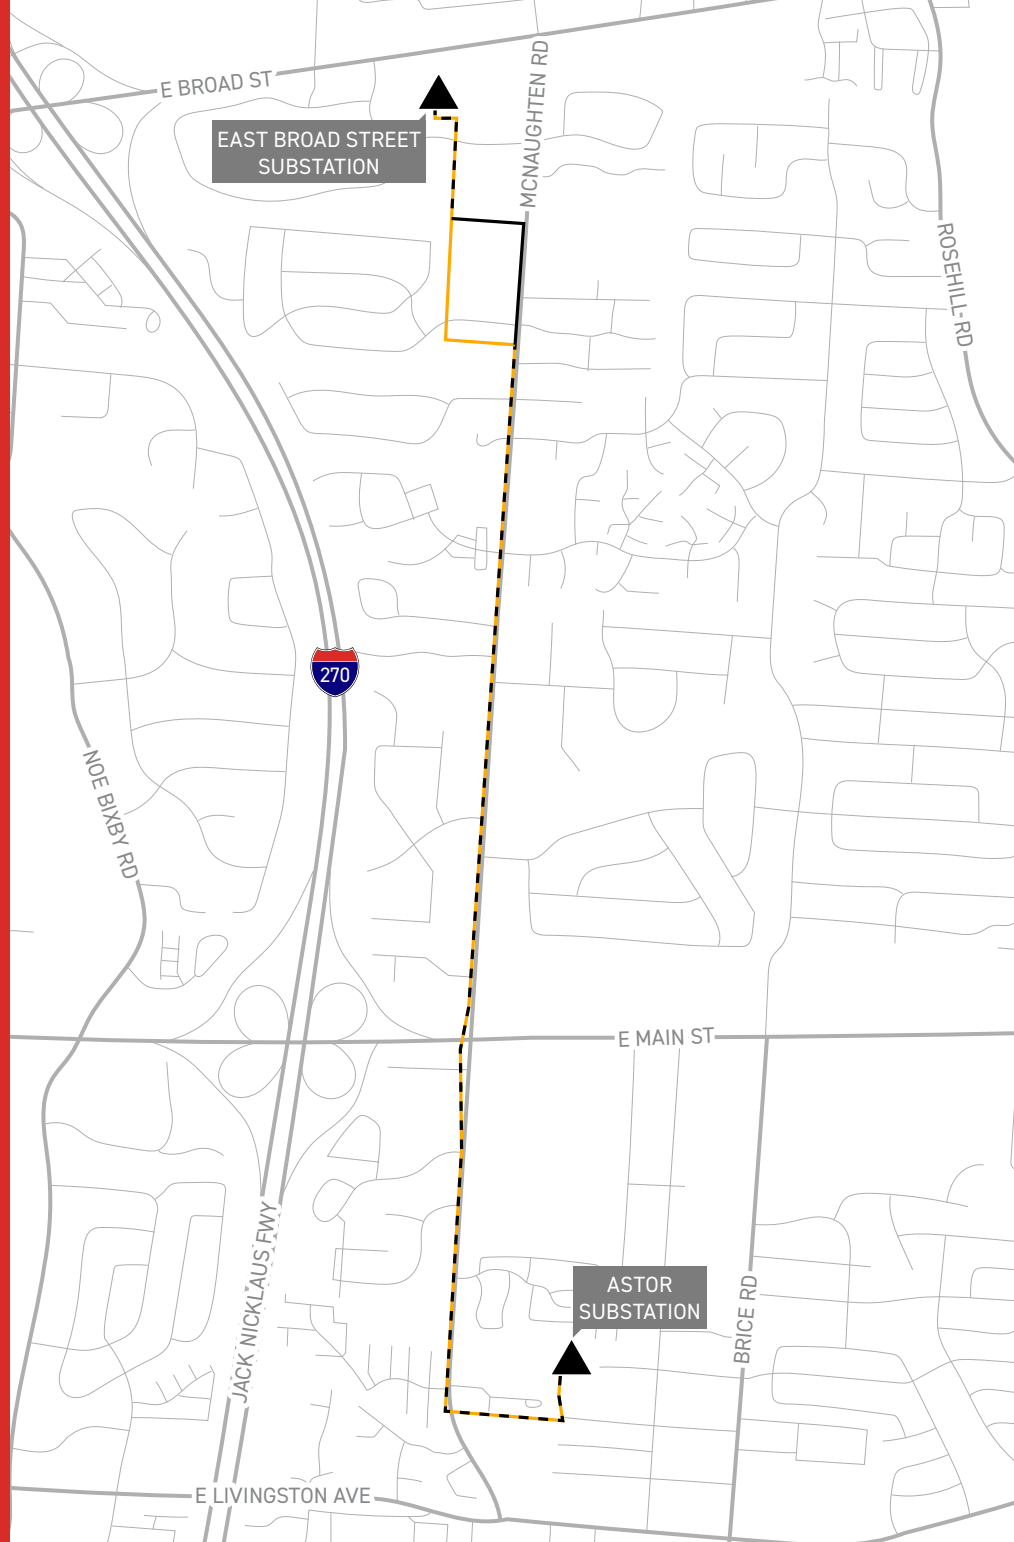 E BROAD ST
MCNAUGHTEN RD
EAST BROAD STREET
SUBSTATION
ROSEHILL RD
270
NOE BIXBY RD
E MAIN ST
JACK NICKLAUS FWY
ASTOR
SUBSTATION
BRICE RD
E LIVINGSTON AVE